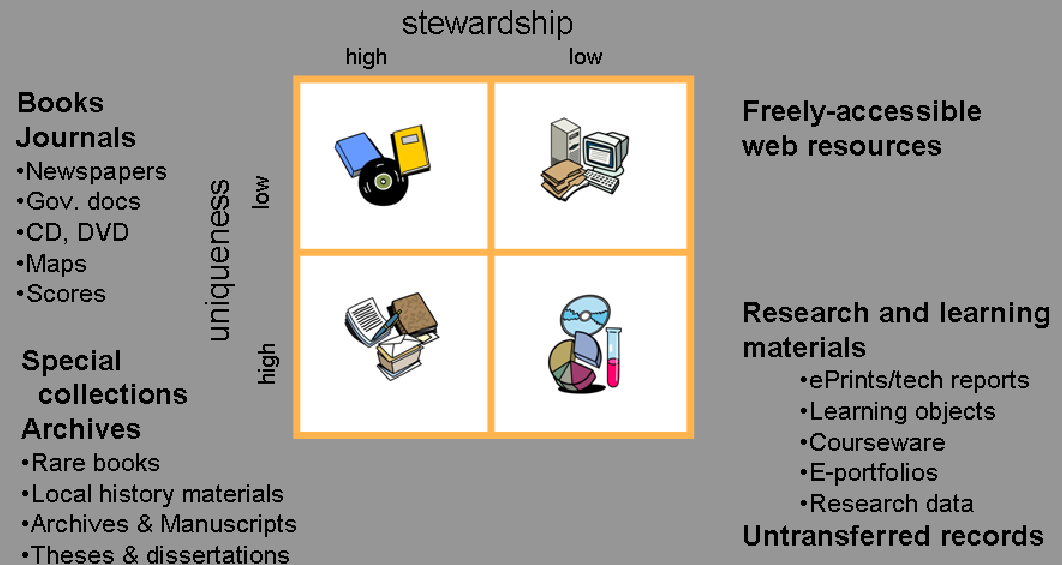 stewardship
high
low
Books
Journals
•Newspapers
•Gov. docs
•CD, DVD
•Maps
•Scores
uniqueness
low
high
Freely-accessible
web resources
Special
collections
Archives
•Rare books
•Local history materials
•Archives & Manuscripts
•Theses & dissertations
Research and learning
materials
•ePrints/tech reports
•Learning objects
•Courseware
•E-portfolios
•Research data
Untransferred records